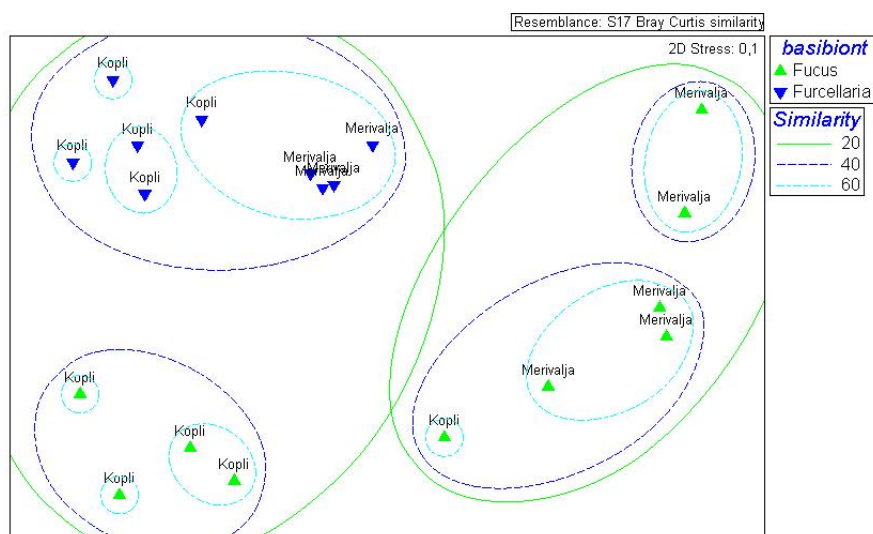 Resemblance: S17 Bray Curtis similarity
2D Stress: 0,1
basibiont
Fucus
Furcellaria
Similarity
20
40
60
Kopli
Kopli
Kopli
Kopli
Kopli
Merivalja
Merivalja
Merivalja
Merivalja
Merivalja
Merivalja
Merivalja
Merivalja
Merivalja
Kopli
Kopli
Kopli
Kopli
Kopli